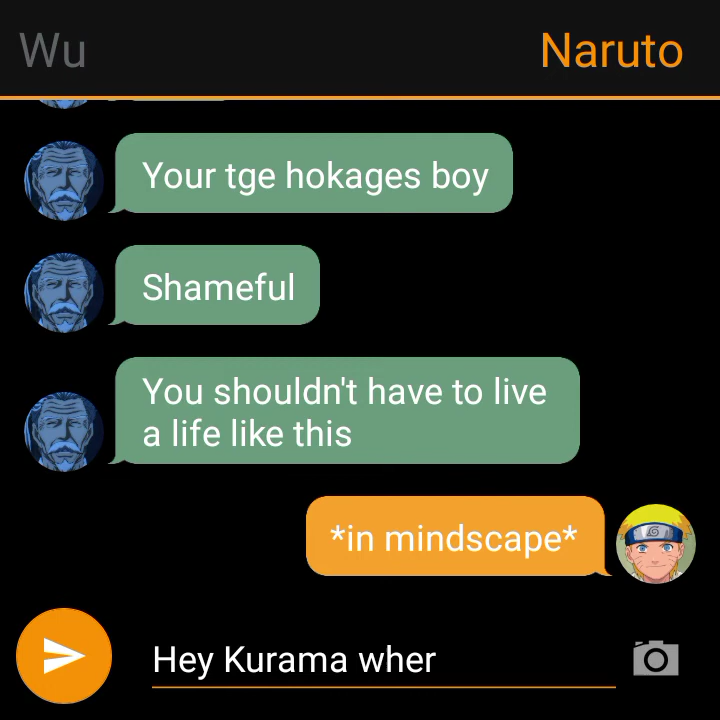 Wu
Naruto
Your tge hokages boy
Shameful
You shouldn't have to live
a life like this
*in mindscape*
Hey Kurama wher